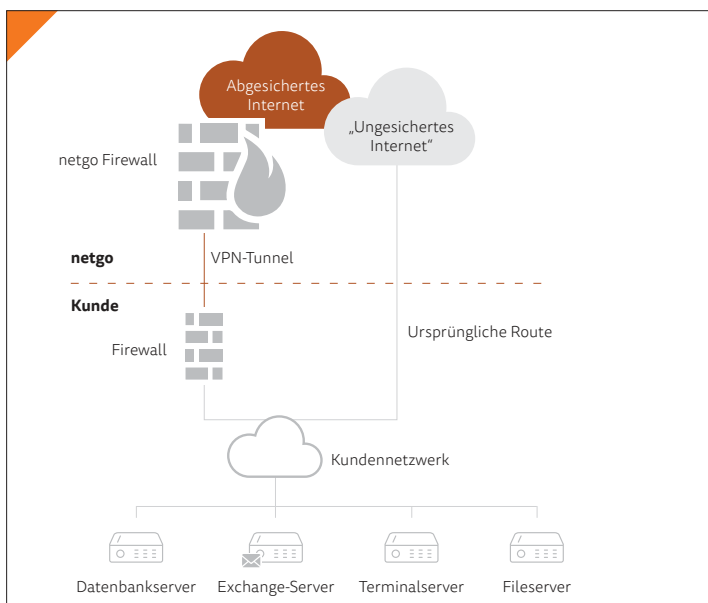 Abgesichertes
Internet
„Ungesichertes
Internet“
netgo Firewall
netgo
VPN-Tunnel
Kunde
Ursprüngliche Route
Firewall
Kundennetzwerk
Datenbankserver
Exchange-Server
Terminalserver
Fileserver